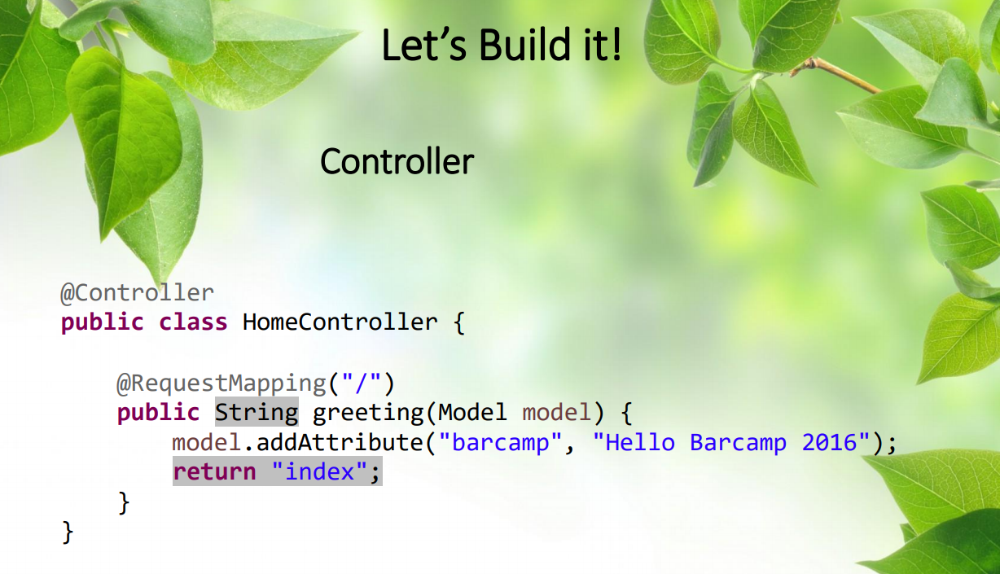 Let’s Build it!
Controller
@Controller
public class HomeController {
@RequestMapping("/")
public String greeting(Model model) {
model.addAttribute("barcamp", "Hello Barcamp 2016");
return "index";
}
}